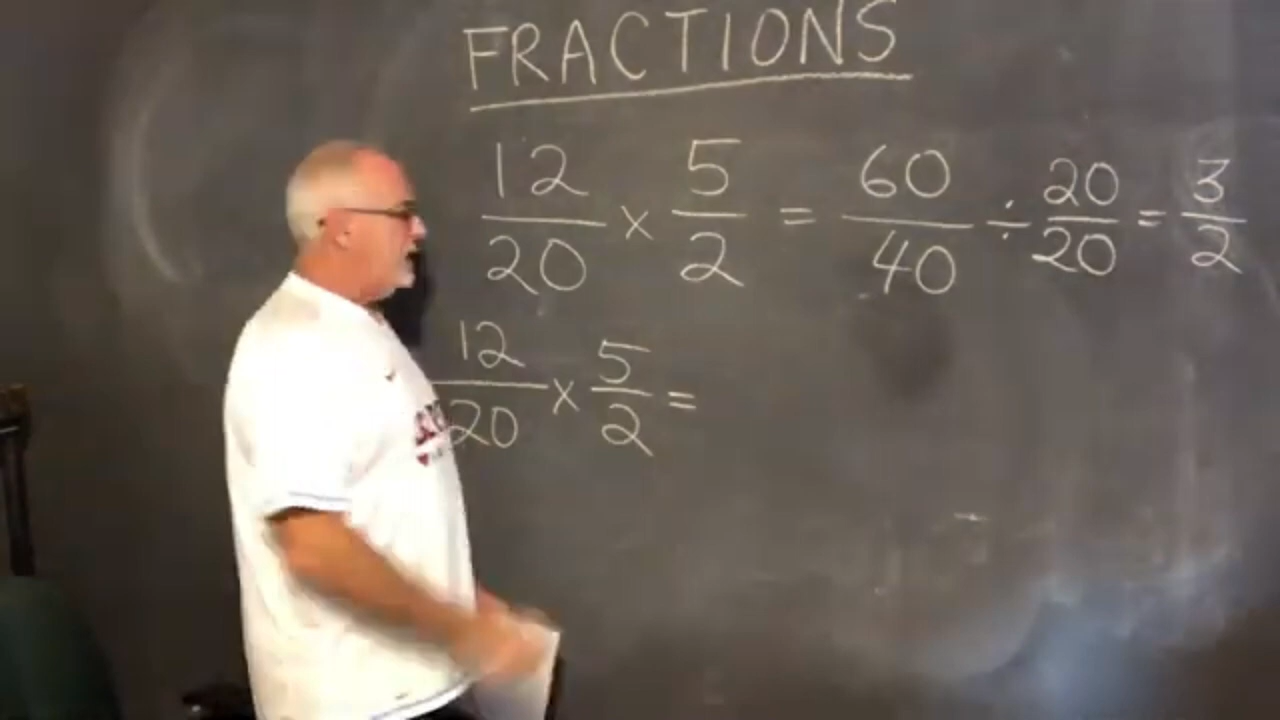 FRACTIONS
12/20 x 5/2 = 60/40 ÷ 20/20 = 3/2
12/20 x 5/2 =